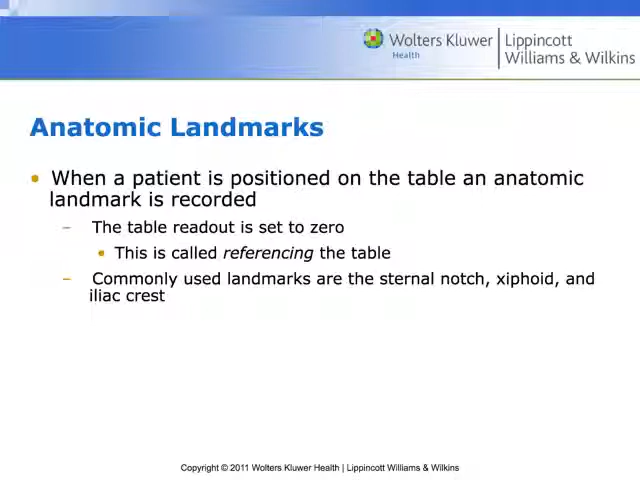 Wolters Kluwer
Health
Lippincott
Williams & Wilkins
Anatomic Landmarks
• When a patient is positioned on the table an anatomic
landmark is recorded
– The table readout is set to zero
• This is called referencing the table
– Commonly used landmarks are the sternal notch, xiphoid, and
iliac crest
Copyright © 2011 Wolters Kluwer Health | Lippincott Williams & Wilkins